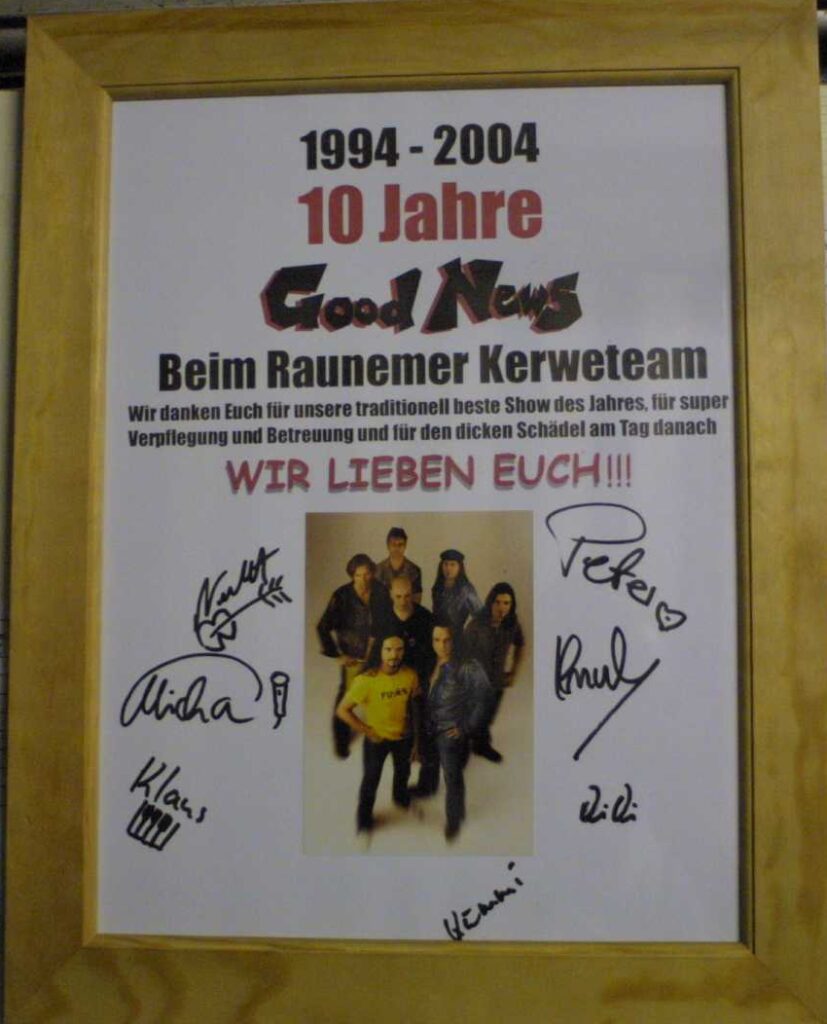 1994 - 2004
10 Jahre
Good News
Beim Raunemer Kerweteam
Wir danken Euch für unsere traditionell beste Show des Jahres, für super
Verpflegung und Betreuung und für den dicken Schädel am Tag danach
WIR LIEBEN EUCH!!!
Peter
Micha
Klaus